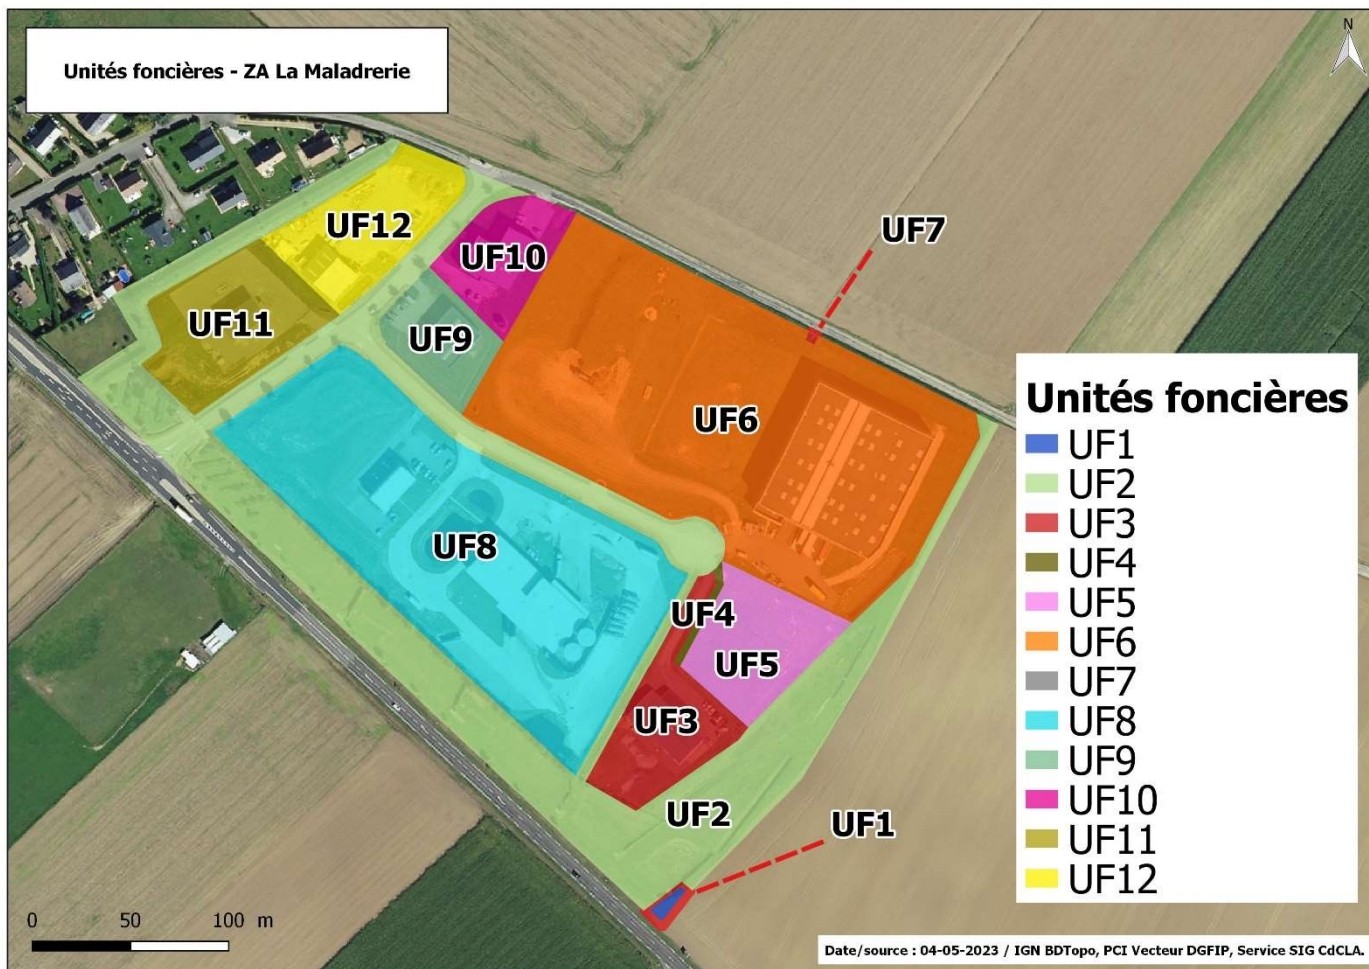 Unités foncières - ZA La Maladrerie
N
UF12
UF7
UF10
UF11
UF9
UF6
UF8
UF4
UF5
UF3
UF2
UF1
Unités foncières
UF1
UF2
UF3
UF4
UF5
UF6
UF7
UF8
UF9
UF10
UF11
UF12
0 50 100 m
Date/source : 04-05-2023 / IGN BDTopo, PCI Vecteur DGFIP, Service SIG CdCLA.